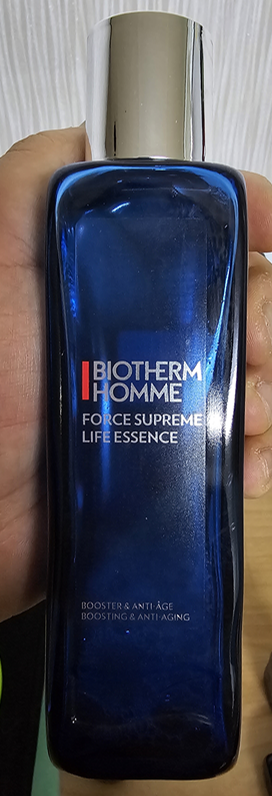 BIOTHERM
HOMME
FORCE SUPREME
LIFE ESSENCE
BOOSTER & ANTI-ÂGE
BOOSTING & ANTI-AGING